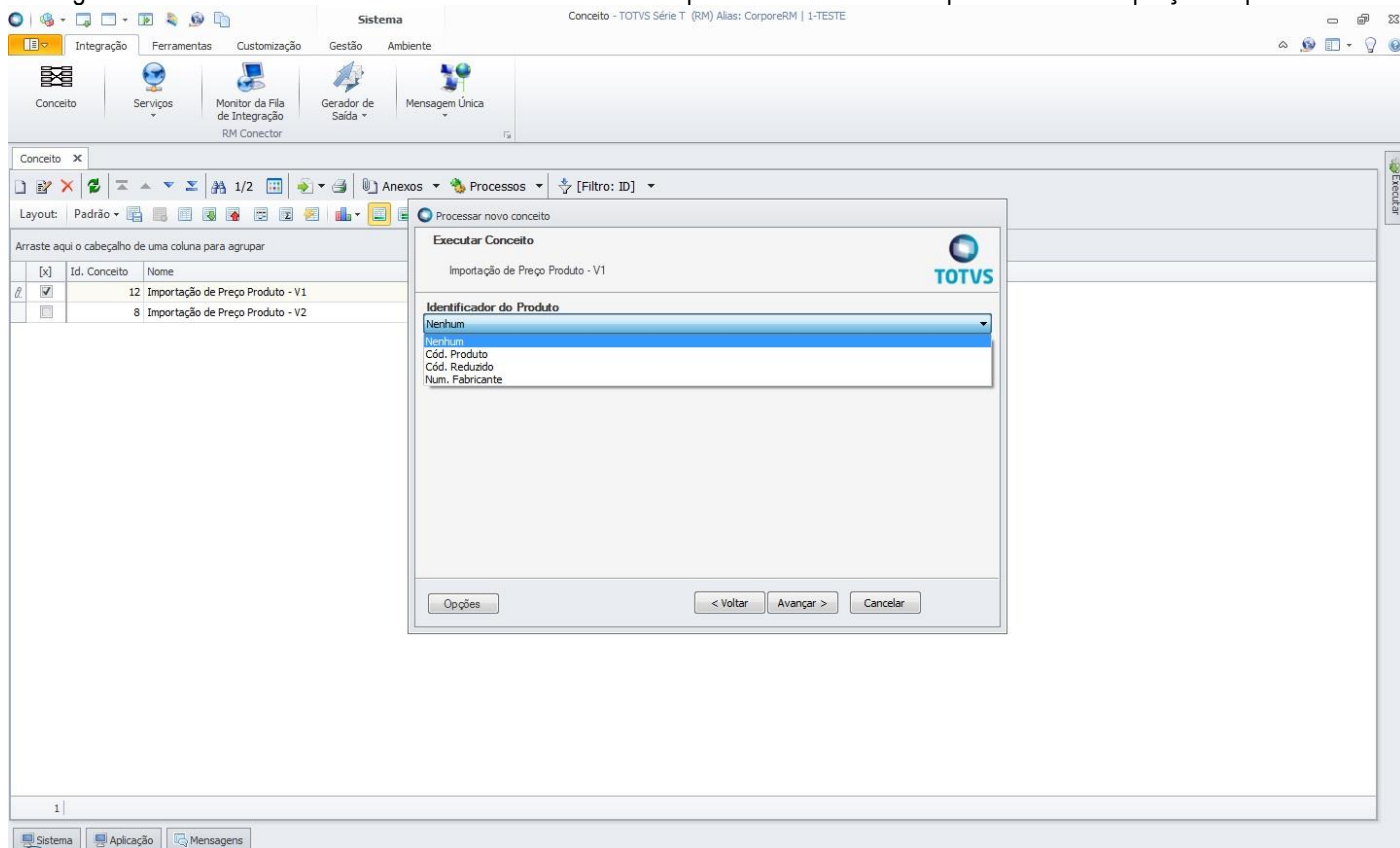 Sistema
Conceito - TOTVS Série T (RM) Alias: CorporeRM | 1-TESTE
Integração Ferramentas Customização Gestão Ambiente
Conceito Serviços Monitor da Fila de Integração Gerador de Saída Mensagem Única
RM Conector
Conceito
1/2 Anexos Processos [Filtro: ID]
Executar
Layout: Padrão
Processar novo conceito
Arraste aqui o cabeçalho de uma coluna para agrupar
Executar Conceito
Importação de Preço Produto - V1
TOTVS
[x] Id. Conceito Nome
12 Importação de Preço Produto - V1
8 Importação de Preço Produto - V2
Identificador do Produto
Nenhum
Nenhum
Cód. Produto
Cód. Reduzido
Num. Fabricante
Opções < Voltar Avançar > Cancelar
1
Sistema Aplicação Mensagens